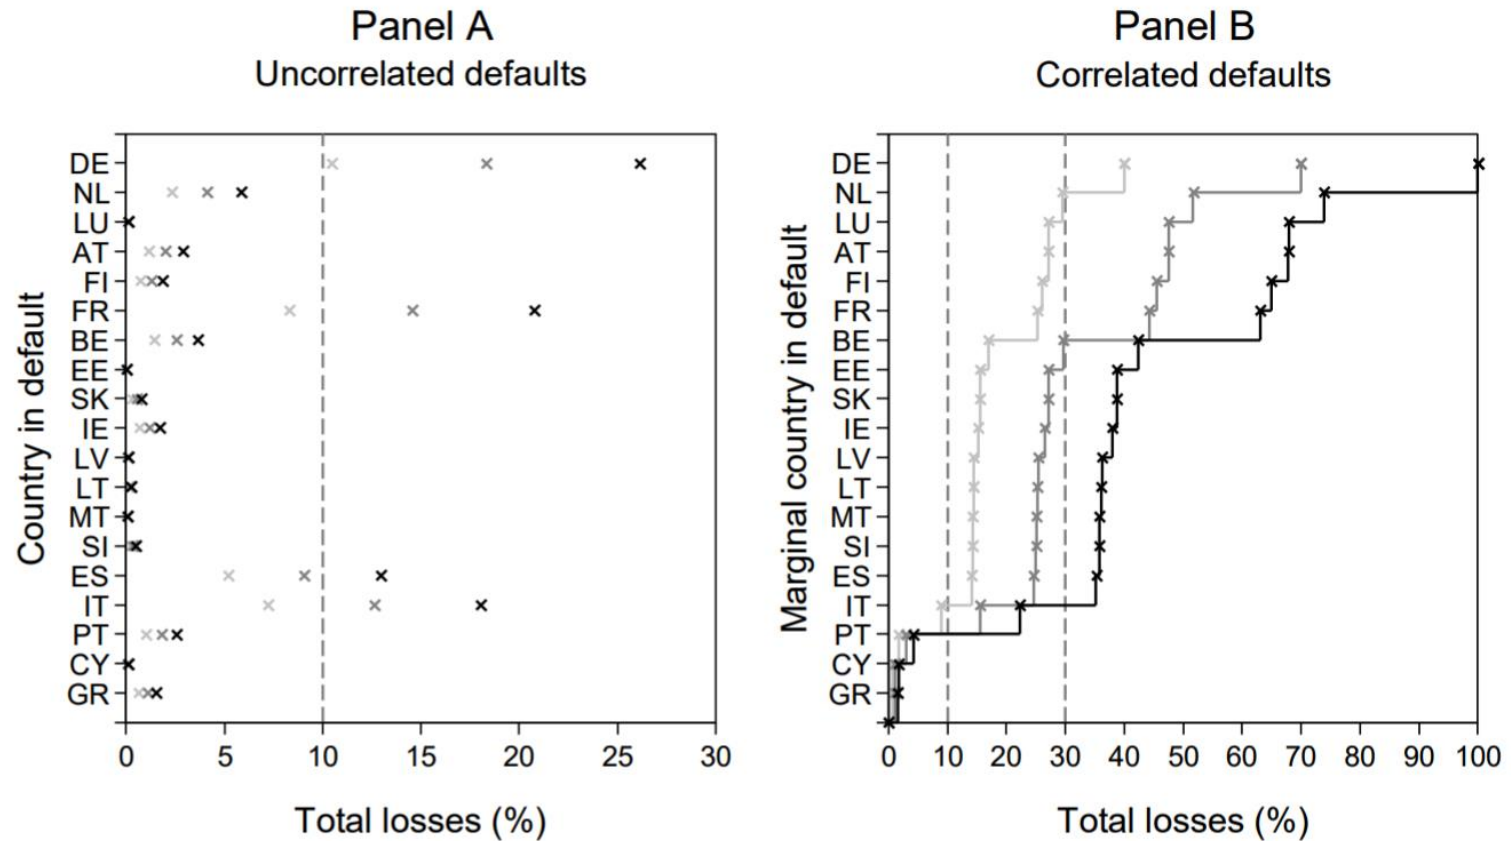 Panel A
Uncorrelated defaults
Country in default
DE
NL
LU
AT
FI
FR
BE
EE
SK
IE
LV
LT
MT
SI
ES
IT
PT
CY
GR
0 5 10 15 20 25 30
Total losses (%)
Panel B
Correlated defaults
Marginal country in default
DE
NL
LU
AT
FI
FR
BE
EE
SK
IE
LV
LT
MT
SI
ES
IT
PT
CY
GR
0 10 20 30 40 50 60 70 80 90 100
Total losses (%)